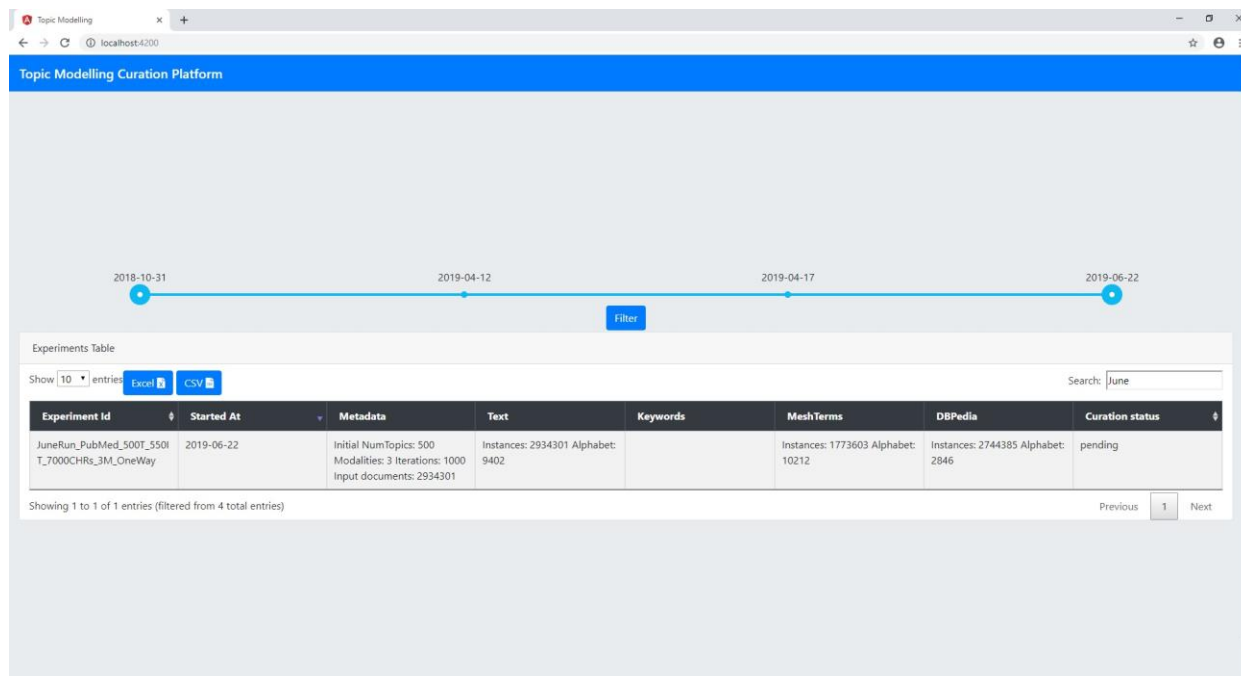 Topic Modelling
localhost:4200
Topic Modelling Curation Platform
2018-10-31 2019-04-12 2019-04-17 2019-06-22
Filter
Experiments Table
Show 10 entries Excel CSV Search: June
Experiment Id Started At Metadata Text Keywords MeshTerms DBPedia Curation status
JuneRun_PubMed_500T_550I 2019-06-22 Initial NumTopics: 500 Instances: 2934301 Alphabet: Instances: 1773603 Alphabet: Instances: 2744385 Alphabet: pending
T_7000CHRs_3M_OneWay Modalities: 3 Iterations: 1000 9402 10212 2846
Input documents: 2934301
Showing 1 to 1 of 1 entries (filtered from 4 total entries) Previous 1 Next